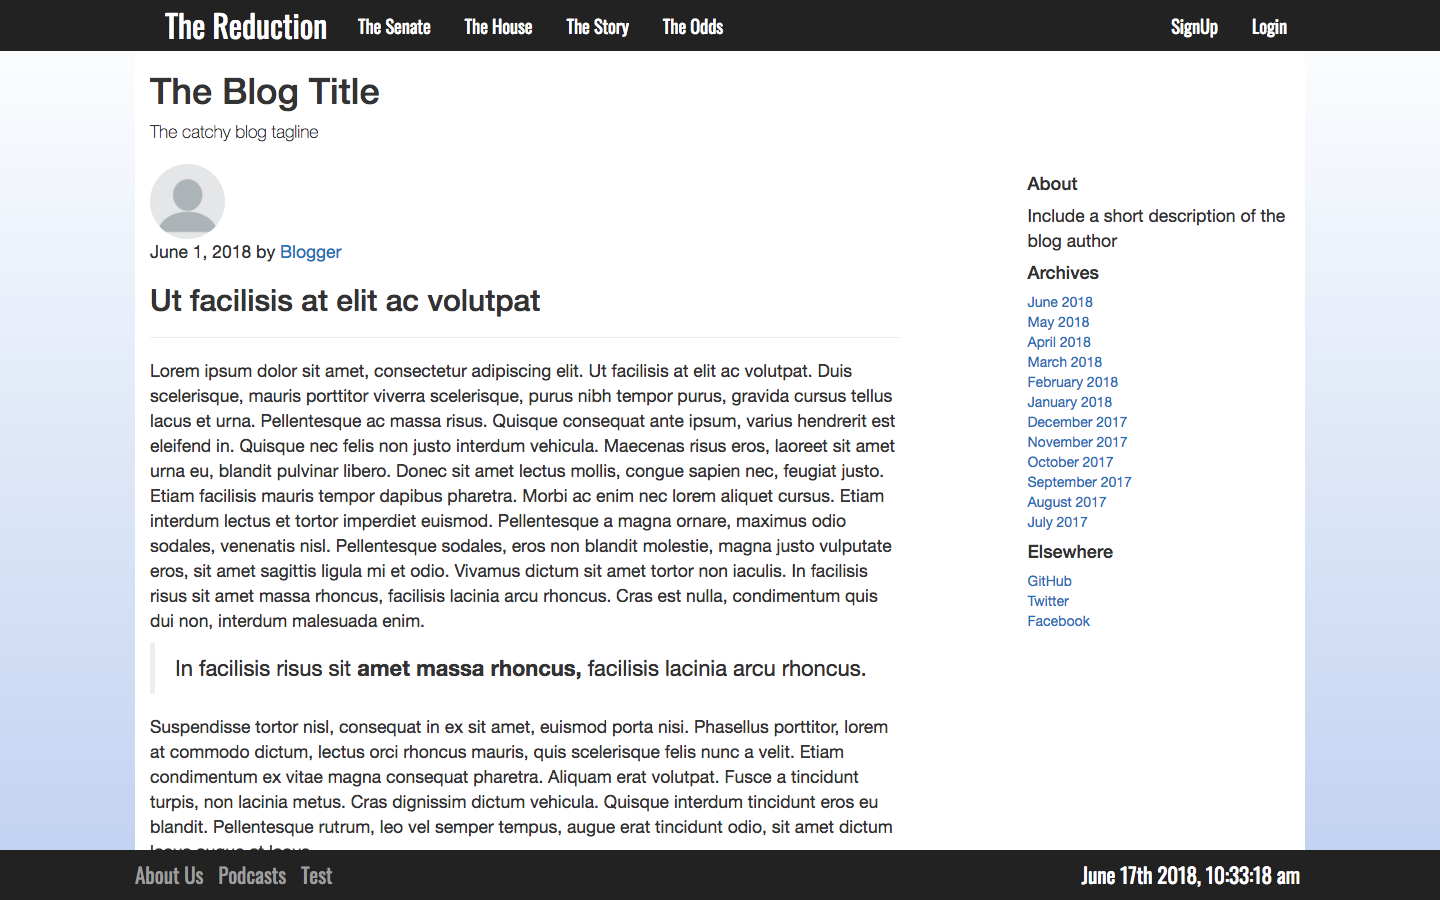 The Reduction The Senate The House The Story The Odds SignUp Login
The Blog Title
The catchy blog tagline
June 1, 2018 by Blogger
Ut facilisis at elit ac volutpat
Lorem ipsum dolor sit amet, consectetur adipiscing elit. Ut facilisis at elit ac volutpat. Duis
scelerisque, mauris porttitor viverra scelerisque, purus nibh tempor purus, gravida cursus tellus
lacus et urna. Pellentesque ac massa risus. Quisque consequat ante ipsum, varius hendrerit est
eleifend in. Quisque nec felis non justo interdum vehicula. Maecenas risus eros, laoreet sit amet
urna eu, blandit pulvinar libero. Donec sit amet lectus mollis, congue sapien nec, feugiat justo.
Etiam facilisis mauris tempor dapibus pharetra. Morbi ac enim nec lorem aliquet cursus. Etiam
interdum lectus et tortor imperdiet euismod. Pellentesque a magna ornare, maximus odio
sodales, venenatis nisl. Pellentesque sodales, eros non blandit molestie, magna justo vulputate
eros, sit amet sagittis ligula mi et odio. Vivamus dictum sit amet tortor non iaculis. In facilisis
risus sit amet massa rhoncus, facilisis lacinia arcu rhoncus. Cras est nulla, condimentum quis
dui non, interdum malesuada enim.
In facilisis risus sit amet massa rhoncus, facilisis lacinia arcu rhoncus.
Suspendisse tortor nisl, consequat in ex sit amet, euismod porta nisi. Phasellus porttitor, lorem
at commodo dictum, lectus orci rhoncus mauris, quis scelerisque felis nunc a velit. Etiam
condimentum ex vitae magna consequat pharetra. Aliquam erat volutpat. Fusce a tincidunt
turpis, non lacinia metus. Cras dignissim dictum vehicula. Quisque interdum tincidunt eros eu
blandit. Pellentesque rutrum, leo vel semper tempus, augue erat tincidunt odio, sit amet dictum
About
Include a short description of the
blog author
Archives
June 2018
May 2018
April 2018
March 2018
February 2018
January 2018
December 2017
November 2017
October 2017
September 2017
August 2017
July 2017
Elsewhere
GitHub
Twitter
Facebook
About Us Podcasts Test June 17th 2018, 10:33:18 am